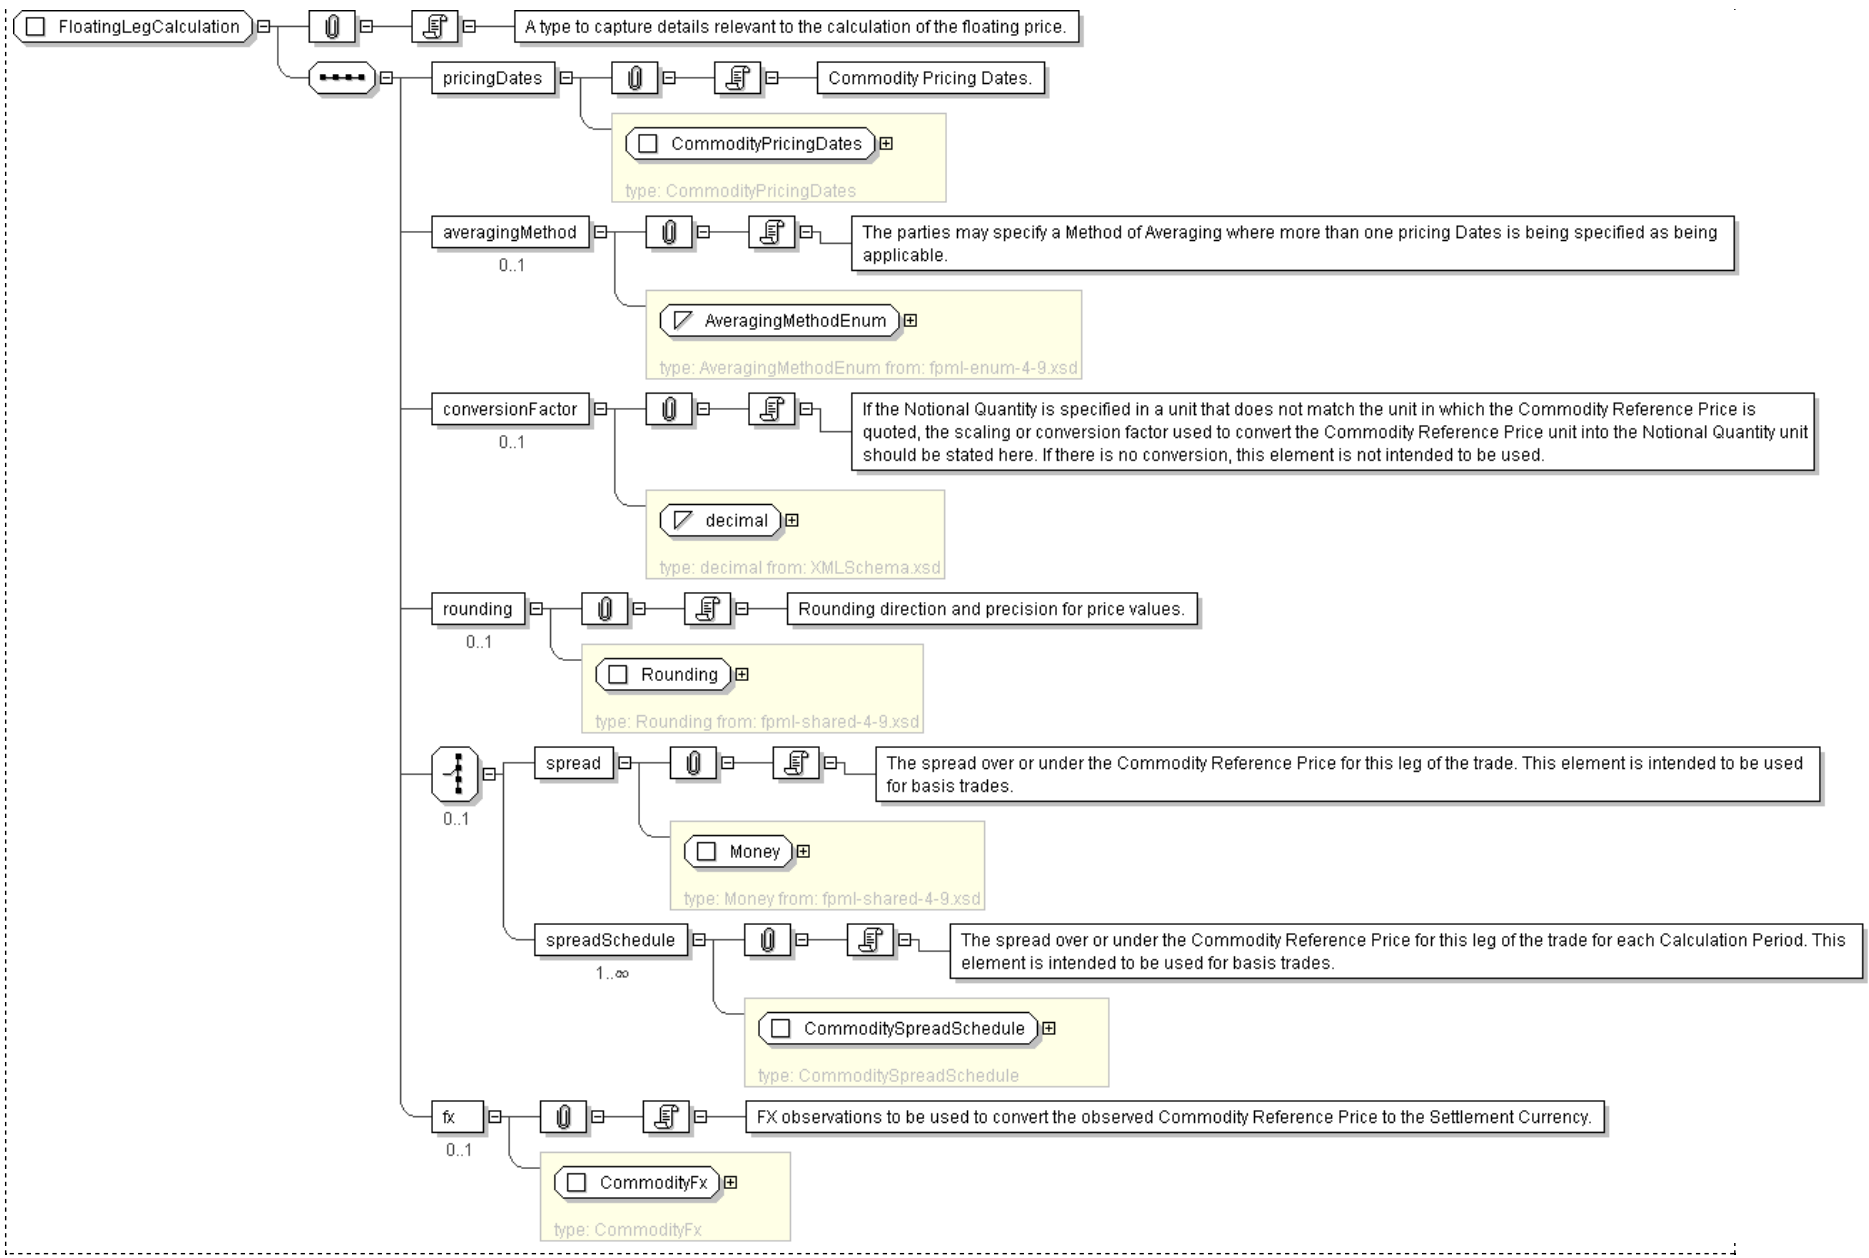 FloatingLegCalculation
A type to capture details relevant to the calculation of the floating price.
pricingDates
Commodity Pricing Dates.
CommodityPricingDates
type: CommodityPricingDates
averagingMethod
0..1
The parties may specify a Method of Averaging where more than one pricing Dates is being specified as being
applicable.
AveragingMethodEnum
type: AveragingMethodEnum from: fpml-enum-4-9.xsd
conversionFactor
0..1
If the Notional Quantity is specified in a unit that does not match the unit in which the Commodity Reference Price is
quoted, the scaling or conversion factor used to convert the Commodity Reference Price unit into the Notional Quantity unit
should be stated here. If there is no conversion, this element is not intended to be used.
decimal
type: decimal from: XMLSchema.xsd
rounding
0..1
Rounding direction and precision for price values.
Rounding
type: Rounding from: fpml-shared-4-9.xsd
0..1
spread
The spread over or under the Commodity Reference Price for this leg of the trade. This element is intended to be used
for basis trades.
Money
type: Money from: fpml-shared-4-9.xsd
spreadSchedule
1..∞
The spread over or under the Commodity Reference Price for this leg of the trade for each Calculation Period. This
element is intended to be used for basis trades.
CommoditySpreadSchedule
type: CommoditySpreadSchedule
fx
0..1
FX observations to be used to convert the observed Commodity Reference Price to the Settlement Currency.
CommodityFx
type: CommodityFx